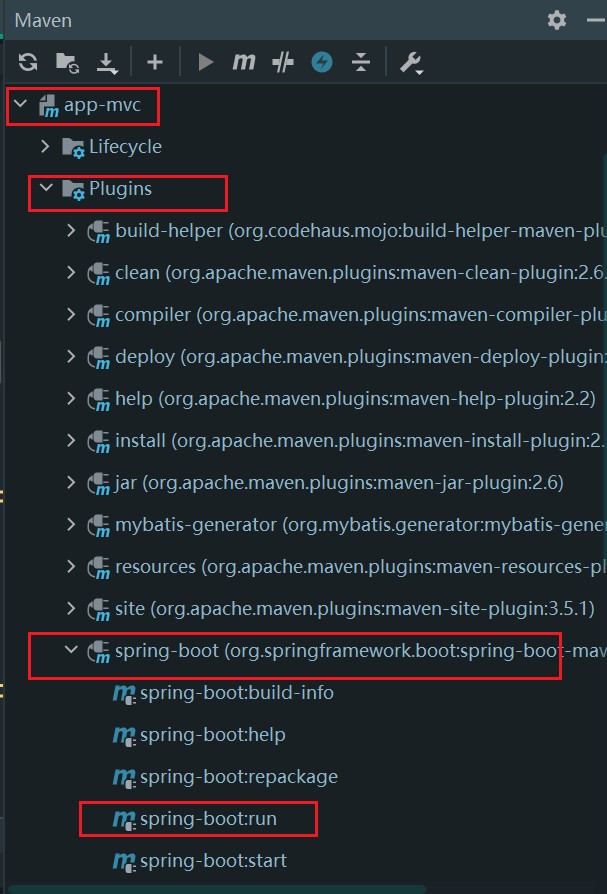 Maven
app-mvc
Lifecycle
Plugins
build-helper (org.codehaus.mojo:build-helper-maven-plu
clean (org.apache.maven.plugins:maven-clean-plugin:2.6.
compiler (org.apache.maven.plugins:maven-compiler-plu
deploy (org.apache.maven.plugins:maven-deploy-plugin:
help (org.apache.maven.plugins:maven-help-plugin:2.2)
install (org.apache.maven.plugins:maven-install-plugin:2.
jar (org.apache.maven.plugins:maven-jar-plugin:2.6)
mybatis-generator (org.mybatis.generator:mybatis-gene
resources (org.apache.maven.plugins:maven-resources-pl
site (org.apache.maven.plugins:maven-site-plugin:3.5.1)
spring-boot (org.springframework.boot:spring-boot-mav
spring-boot:build-info
spring-boot:help
spring-boot:repackage
spring-boot:run
spring-boot:start